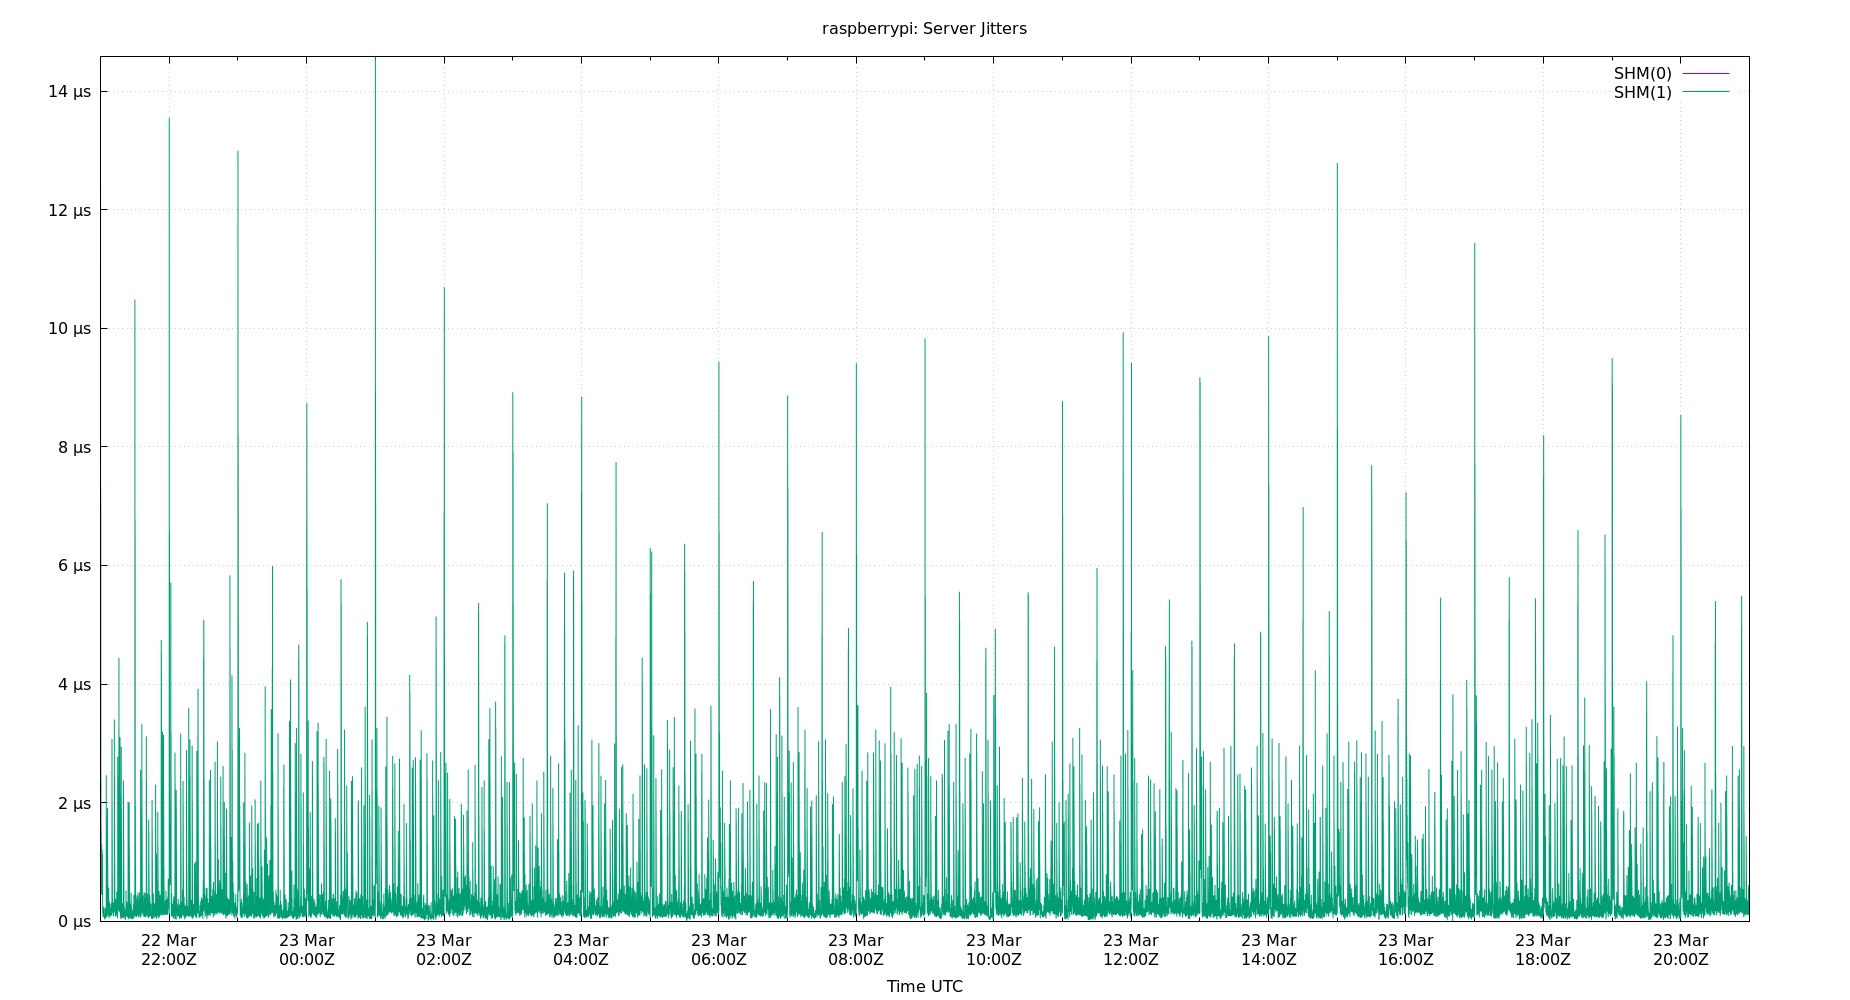 raspberrypi: Server Jitters
SHM(0)
SHM(1)
14 µs
12 µs
10 µs
8 µs
6 µs
4 µs
2 µs
0 µs
22 Mar 23 Mar 23 Mar 23 Mar 23 Mar 23 Mar 23 Mar 23 Mar 23 Mar 23 Mar 23 Mar 23 Mar
22:00Z 00:00Z 02:00Z 04:00Z 06:00Z 08:00Z 10:00Z 12:00Z 14:00Z 16:00Z 18:00Z 20:00Z
Time UTC